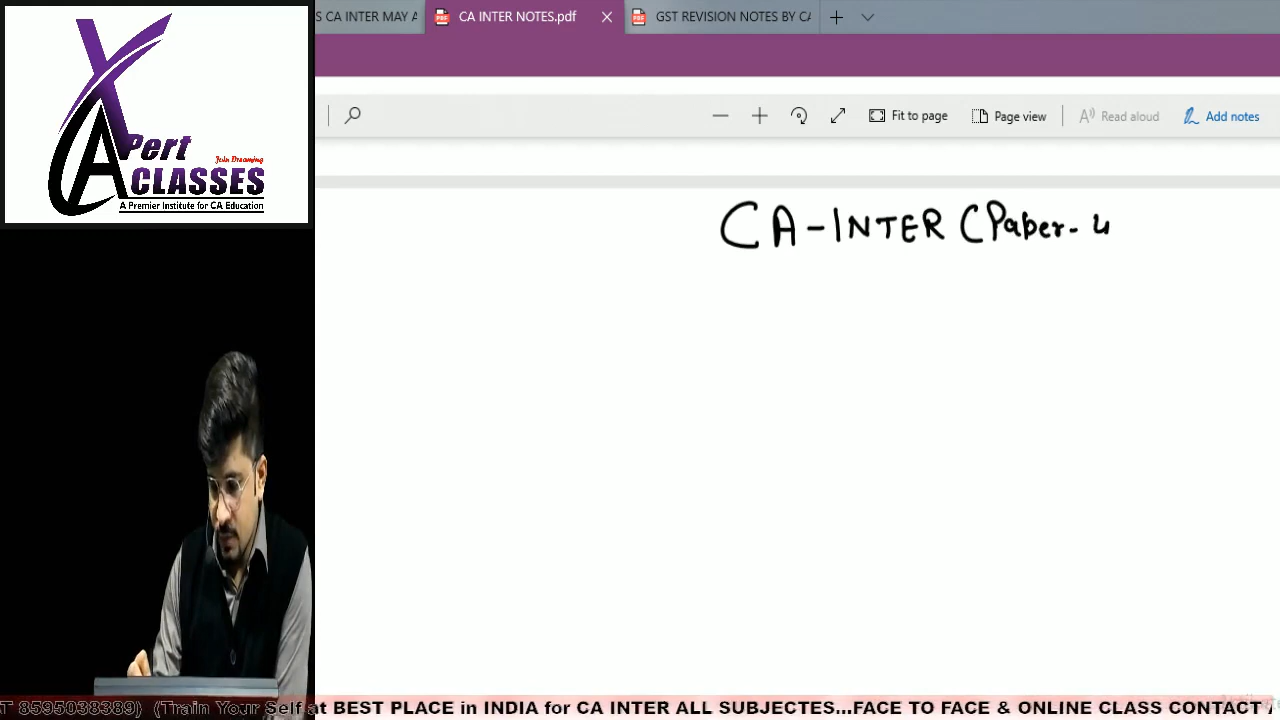 S CA INTER MAY A
CA INTER NOTES.pdf
GST REVISION NOTES BY CA
Fit to page
Page view
Read aloud
Add notes
XPert
Join Dreaming
CA CLASSES
A Premier Institute for CA Education
CA-INTER (Paper-4
AT 8595038389) (Train Your Self at BEST PLACE in INDIA for CA INTER ALL SUBJECTES...FACE TO FACE & ONLINE CLASS CONTACT A